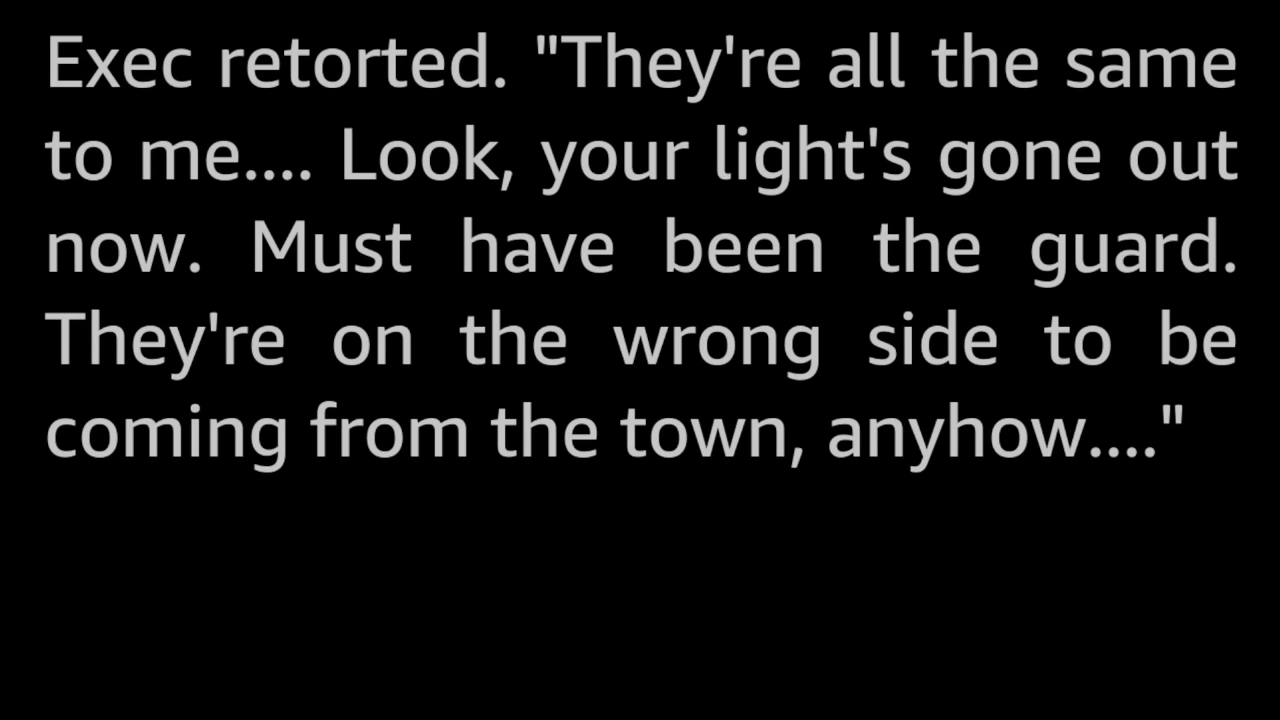 Exec retorted. "They're all the same
to me.... Look, your light's gone out
now. Must have been the guard.
They're on the wrong side to be
coming from the town, anyhow...."